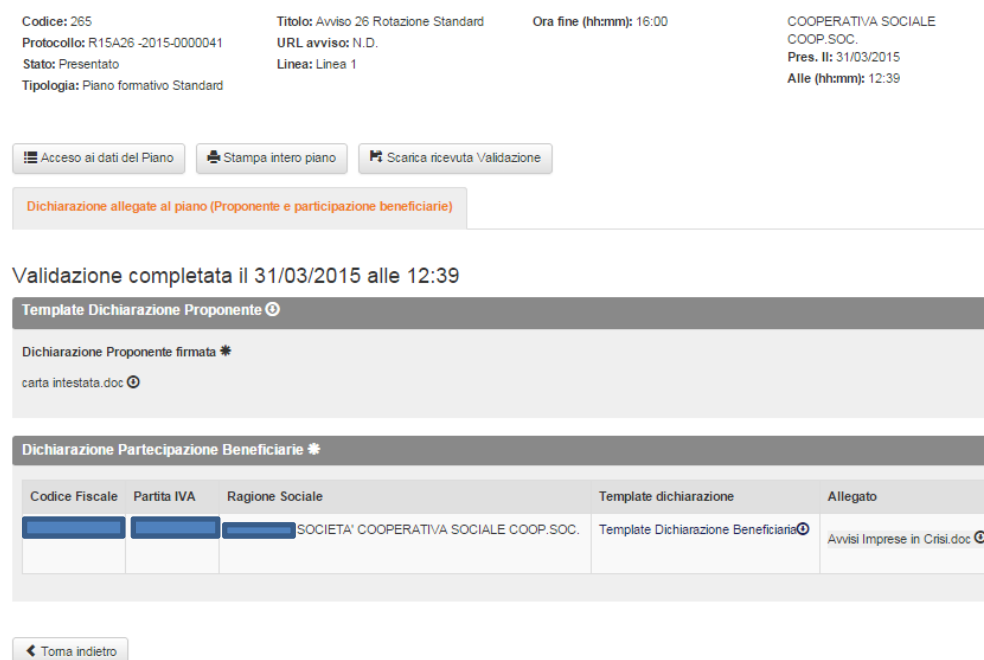 Codice: 265
Protocollo: R15A26 -2015-0000041
Stato: Presentato
Tipologia: Piano formativo Standard
Titolo: Avviso 26 Rotazione Standard
URL avviso: N.D.
Linea: Linea 1
Ora fine (hh:mm): 16:00
COOPERATIVA SOCIALE
COOP.SOC.
Pres. Il: 31/03/2015
Alle (hh:mm): 12:39
Acceso ai dati del Piano
Stampa intero piano
Scarica ricevuta Validazione
Dichiarazione allegate al piano (Proponente e participazione beneficiarie)
Validazione completata il 31/03/2015 alle 12:39
Template Dichiarazione Proponente
Dichiarazione Proponente firmata *
carta intestata.doc
Dichiarazione Partecipazione Beneficiarie *
Codice Fiscale Partita IVA Ragione Sociale Template dichiarazione Allegato
SOCIETA' COOPERATIVA SOCIALE COOP.SOC. Template Dichiarazione Beneficiaria Avvisi Imprese in Crisi.doc
Torna indietro